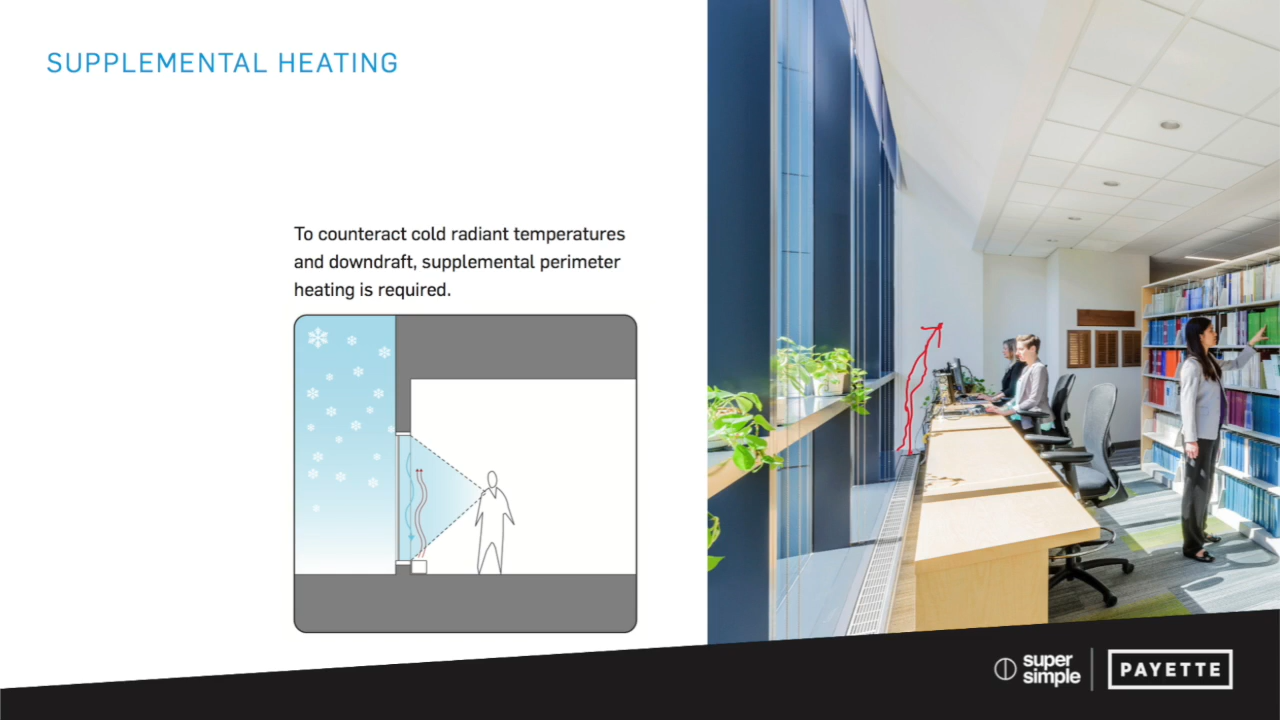 SUPPLEMENTAL HEATING
To counteract cold radiant temperatures
and downdraft, supplemental perimeter
heating is required.
super
simple
PAYETTE